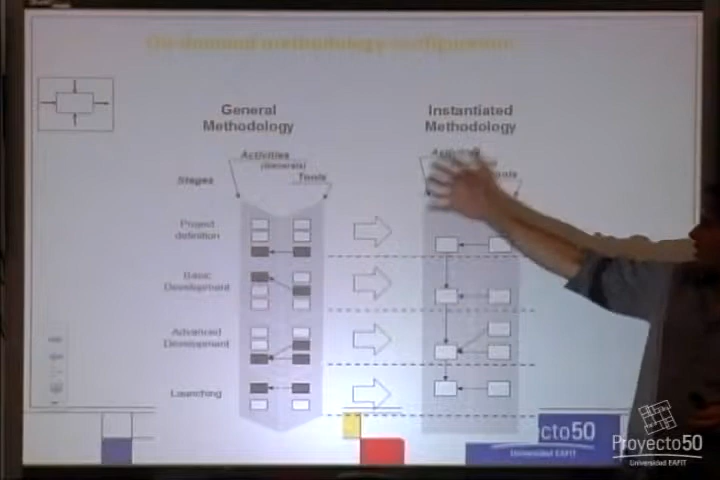 On-demand methodology configuration
General
Methodology
Instantiated
Methodology
Activities
(Generals)
Tools
Stages
Project
definition
Basic
Development
Advanced
Development
Launching
cto50
Universidad EAFIT
Proyecto50
Universidad EAFIT